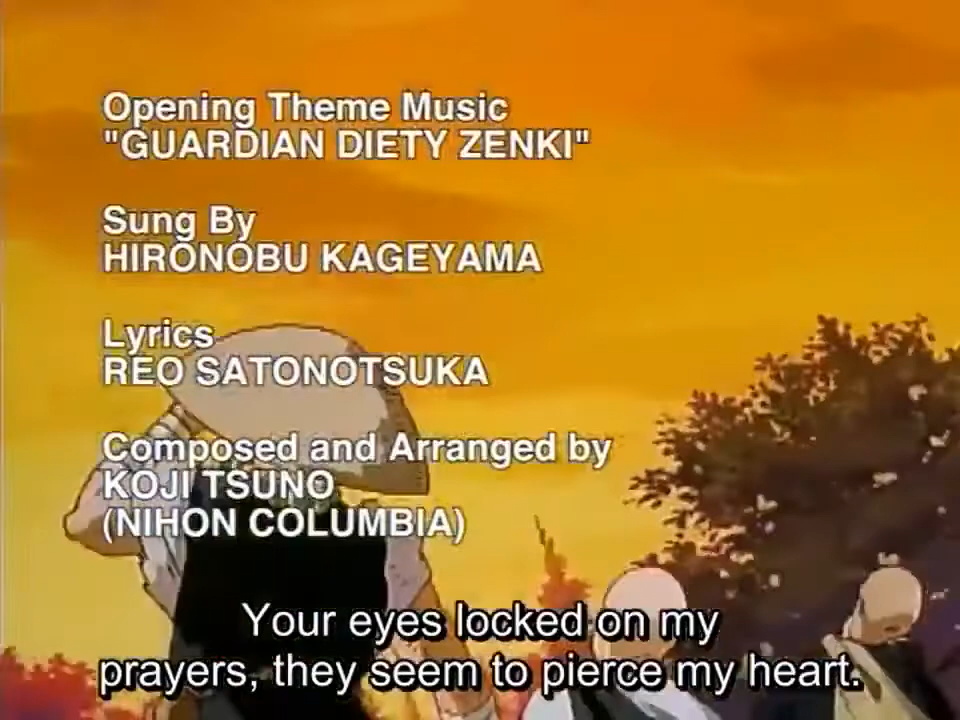 Opening Theme Music
"GUARDIAN DIETY ZENKI"
Sung By
HIRONOBU KAGEYAMA
Lyrics
REO SATONOTSUKA
Composed and Arranged by
KOJI TSUNO
(NIHON COLUMBIA)
Your eyes locked on my
prayers, they seem to pierce my heart.